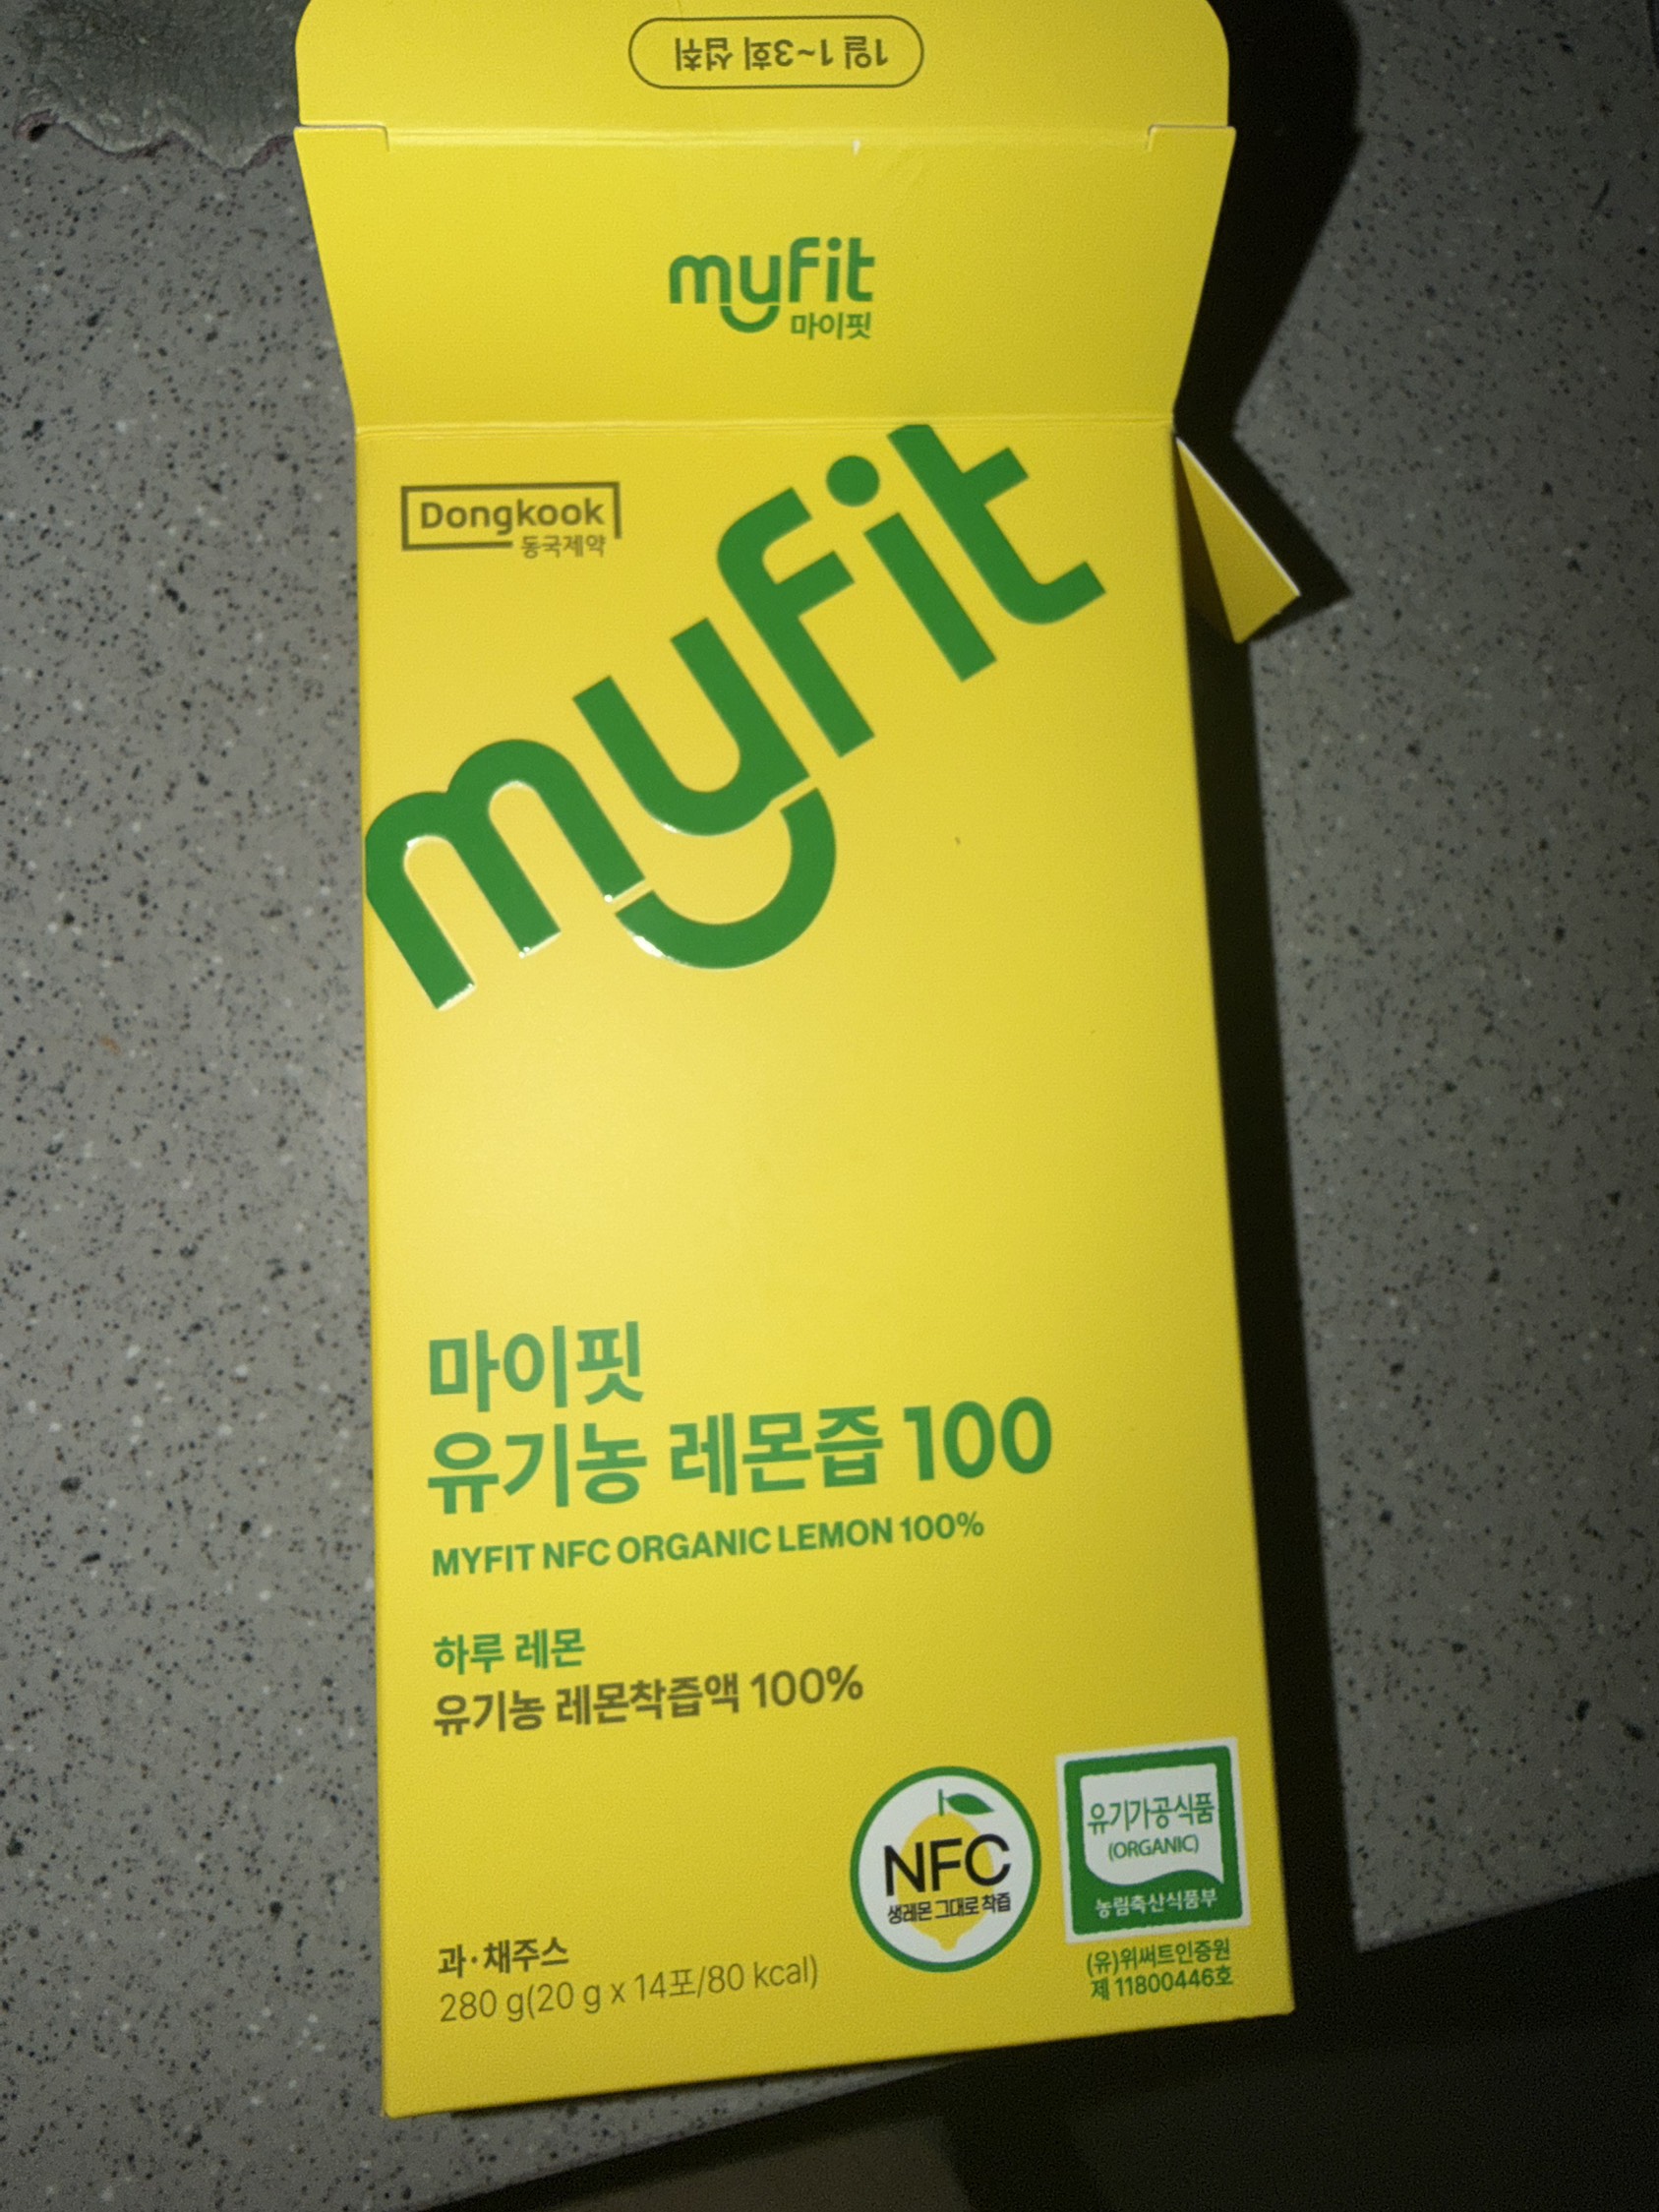 1일 1~3회 섭취
myfit
마이핏
Dongkook
동국제약
myfit
마이핏
유기농 레몬즙 100
MYFIT NFC ORGANIC LEMON 100%
하루 레몬
유기농 레몬착즙액 100%
NFC
생레몬 그대로 착즙
유기가공식품
(ORGANIC)
농림축산식품부
(유)위써트인증원
제 11800446호
과·채주스
280 g(20 g x 14포/80 kcal)